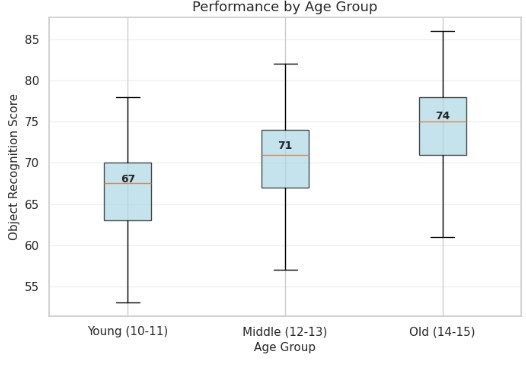 Performance by Age Group
Object Recognition Score
85
80
75
70
65
60
55
67
71
74
Young (10-11)
Middle (12-13)
Old (14-15)
Age Group